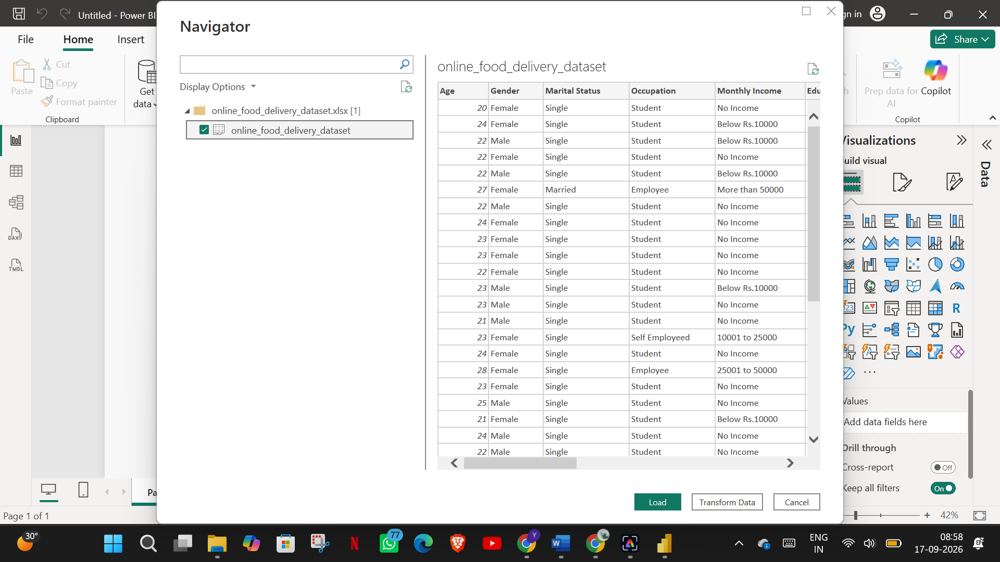 Untitled - Power BI
gn in
File
Home
Insert
Share
Paste
Cut
Copy
Format painter
Clipboard
Get
data
Prep data for
AI
Copilot
Copilot
Navigator
Display Options
online_food_delivery_dataset.xlsx [1]
online_food_delivery_dataset
online_food_delivery_dataset
Age Gender Marital Status Occupation Monthly Income Edu
20 Female Single Student No Income
24 Female Single Student Below Rs.10000
22 Male Single Student Below Rs.10000
22 Female Single Student No Income
22 Male Single Student Below Rs.10000
27 Female Married Employee More than 50000
22 Male Single Student No Income
24 Female Single Student No Income
23 Female Single Student No Income
23 Female Single Student No Income
22 Female Single Student No Income
23 Male Single Student Below Rs.10000
23 Male Single Student No Income
21 Male Single Student No Income
23 Female Single Self Employeed 10001 to 25000
24 Female Single Student No Income
28 Female Single Employee 25001 to 50000
23 Female Single Student No Income
25 Male Single Student No Income
21 Female Single Student Below Rs.10000
24 Male Single Student No Income
22 Male Single Student No Income
Load
Transform Data
Cancel
DAX
TMDL
Visualizations
uild visual
Data
123
R
Py
Values
Add data fields here
Drill through
Cross-report
Off
Keep all filters
On
Pa
Page 1 of 1
42%
30°
77
Y
W
N
ENG
IN
08:58
17-09-2026